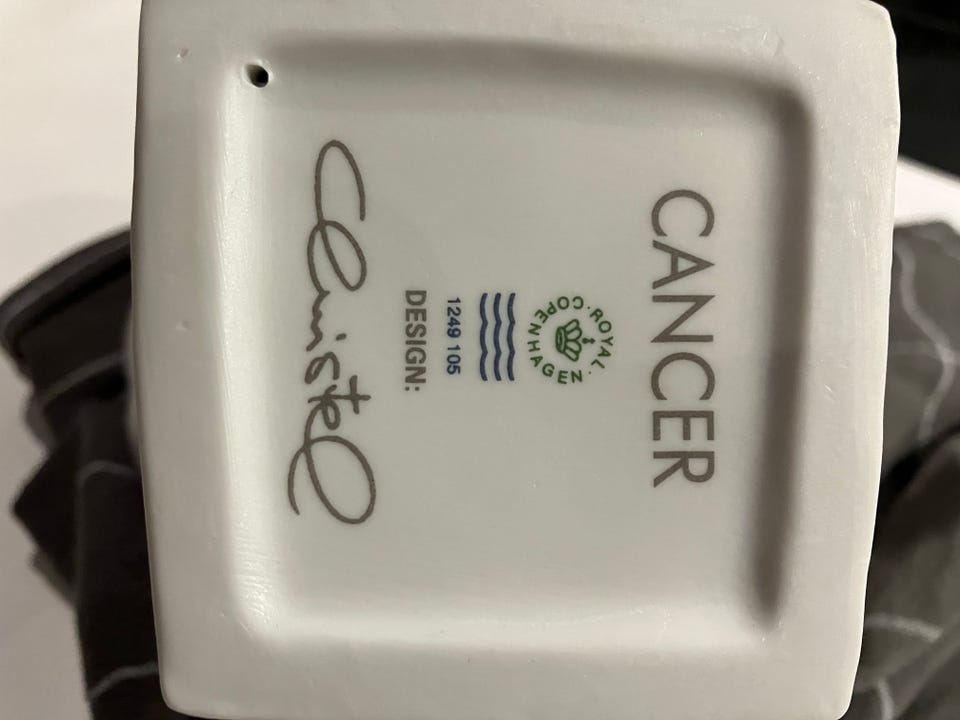 CANCER
· ROYAL ·
COPENHAGEN
1249 105
DESIGN: